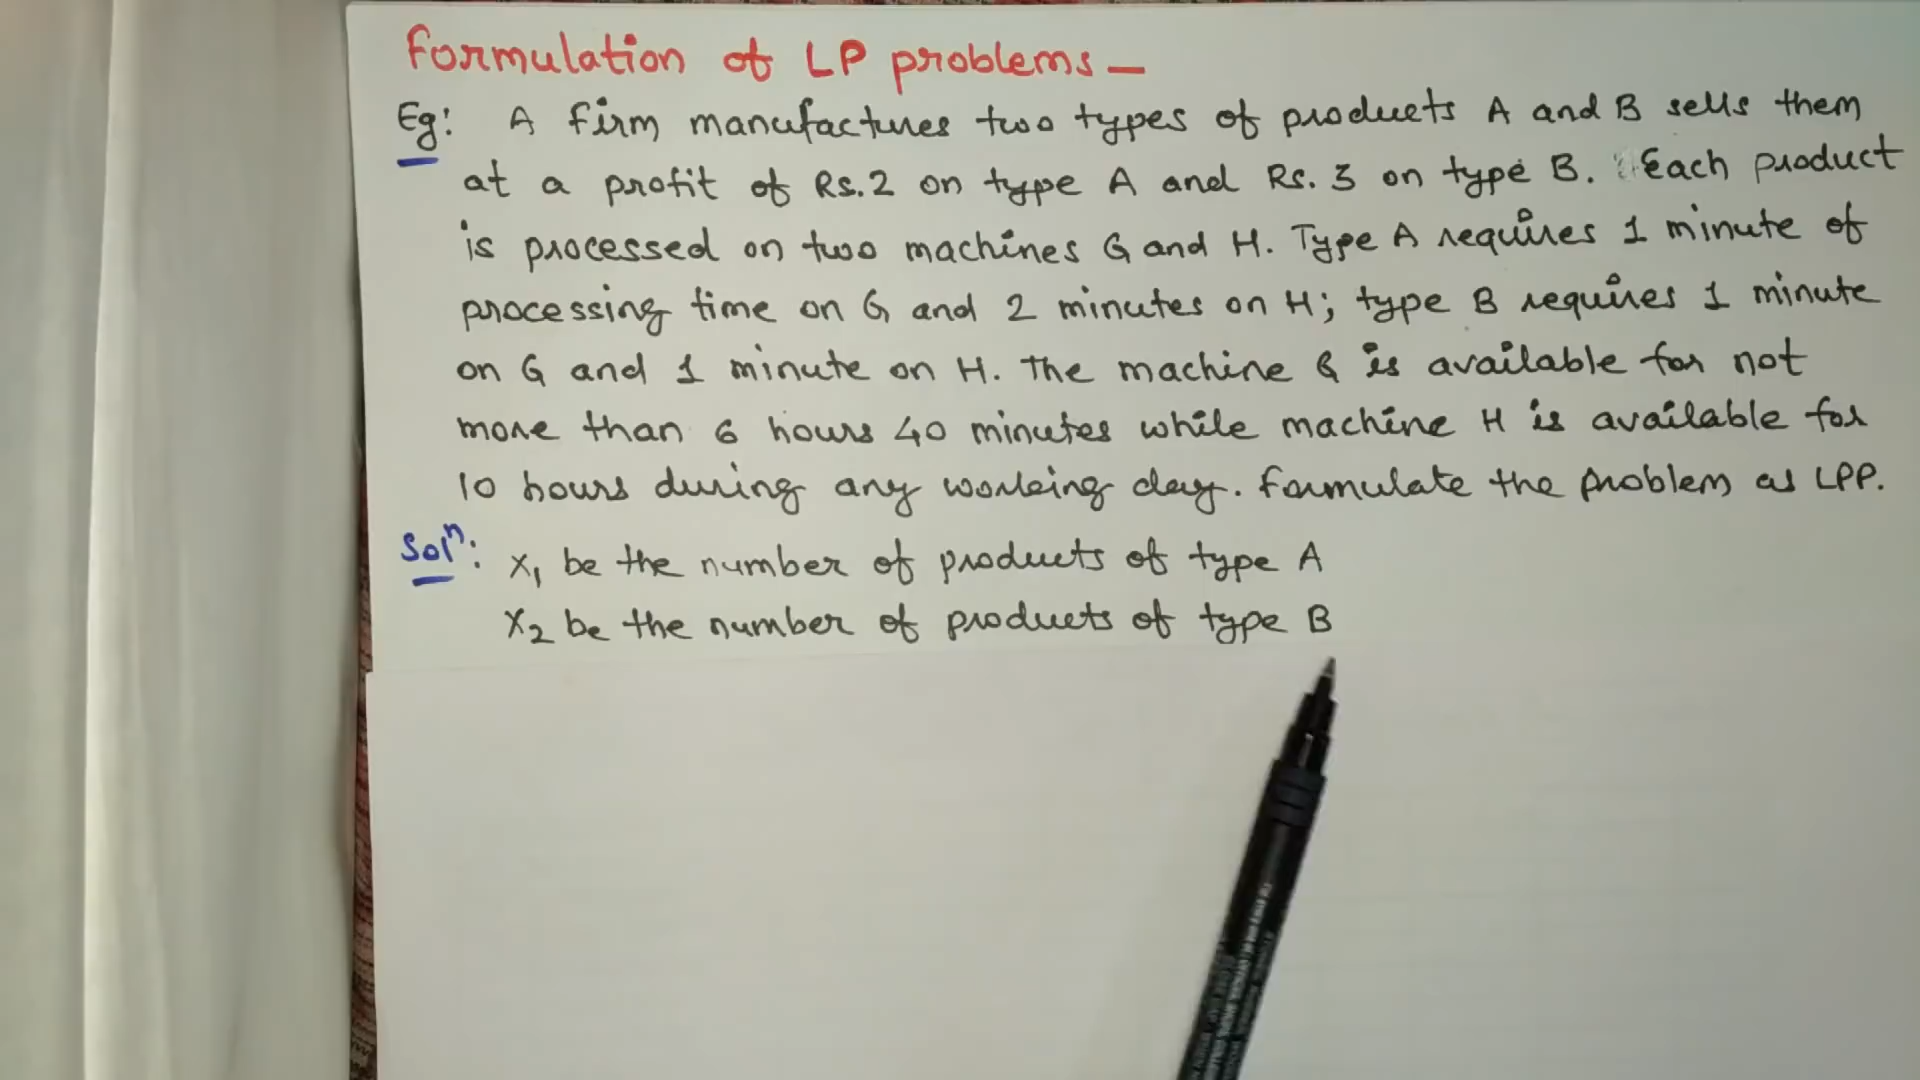 Formulation of LP problems —
Eg: A firm manufactures two types of products A and B sells them
at a profit of Rs.2 on type A and Rs. 3 on type B. Each product
is processed on two machines G and H. Type A requires 1 minute of
processing time on G and 2 minutes on H; type B requires 1 minute
on G and 1 minute on H. The machine G is available for not
more than 6 hours 40 minutes while machine H is available for
10 hours during any working day. Formulate the problem as LPP.
Solⁿ: x₁ be the number of products of type A
x₂ be the number of products of type B